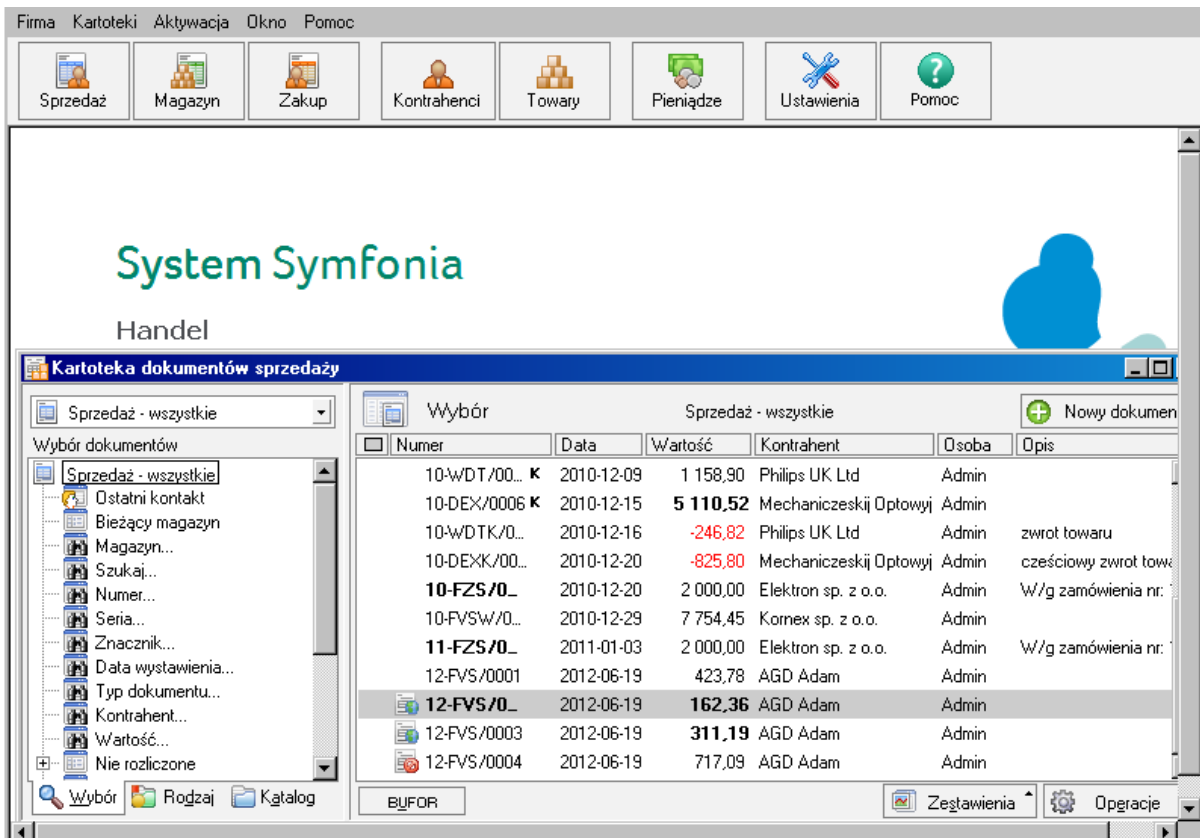 Firma Kartoteki Aktywacja Okno Pomoc
Sprzedaż Magazyn Zakup Kontrahenci Towary Pieniądze Ustawienia Pomoc
System Symfonia
Handel
Kartoteka dokumentów sprzedaży
Sprzedaż - wszystkie
Wybór dokumentów
Sprzedaż - wszystkie
Ostatni kontakt
Bieżący magazyn
Magazyn...
Szukaj...
Numer...
Seria...
Znacznik...
Data wystawienia...
Typ dokumentu...
Kontrahent...
Wartość...
Nie rozliczone
Wybór Rodzaj Katalog
Wybór Sprzedaż - wszystkie Nowy dokumen
Numer Data Wartość Kontrahent Osoba Opis
10-WDT/00... K 2010-12-09 1 158,90 Philips UK Ltd Admin
10-DEX/0006 K 2010-12-15 5 110,52 Mechaniczeskij Optowyj Admin
10-WDTK/0... 2010-12-16 -246,82 Philips UK Ltd Admin zwrot towaru
10-DEXK/00... 2010-12-20 -825,80 Mechaniczeskij Optowyj Admin cześciowy zwrot towa
10-FZS/0... 2010-12-20 2 000,00 Elektron sp. z o.o. Admin W/g zamówienia nr:
10-FVSW/0... 2010-12-29 7 754,45 Kornex sp. z o.o. Admin
11-FZS/0... 2011-01-03 2 000,00 Elektron sp. z o.o. Admin W/g zamówienia nr:
12-FVS/0001 2012-06-19 423,78 AGD Adam Admin
12-FVS/0... 2012-06-19 162,36 AGD Adam Admin
12-FVS/0003 2012-06-19 311,19 AGD Adam Admin
12-FVS/0004 2012-06-19 717,09 AGD Adam Admin
BUFOR Zestawienia Operacje